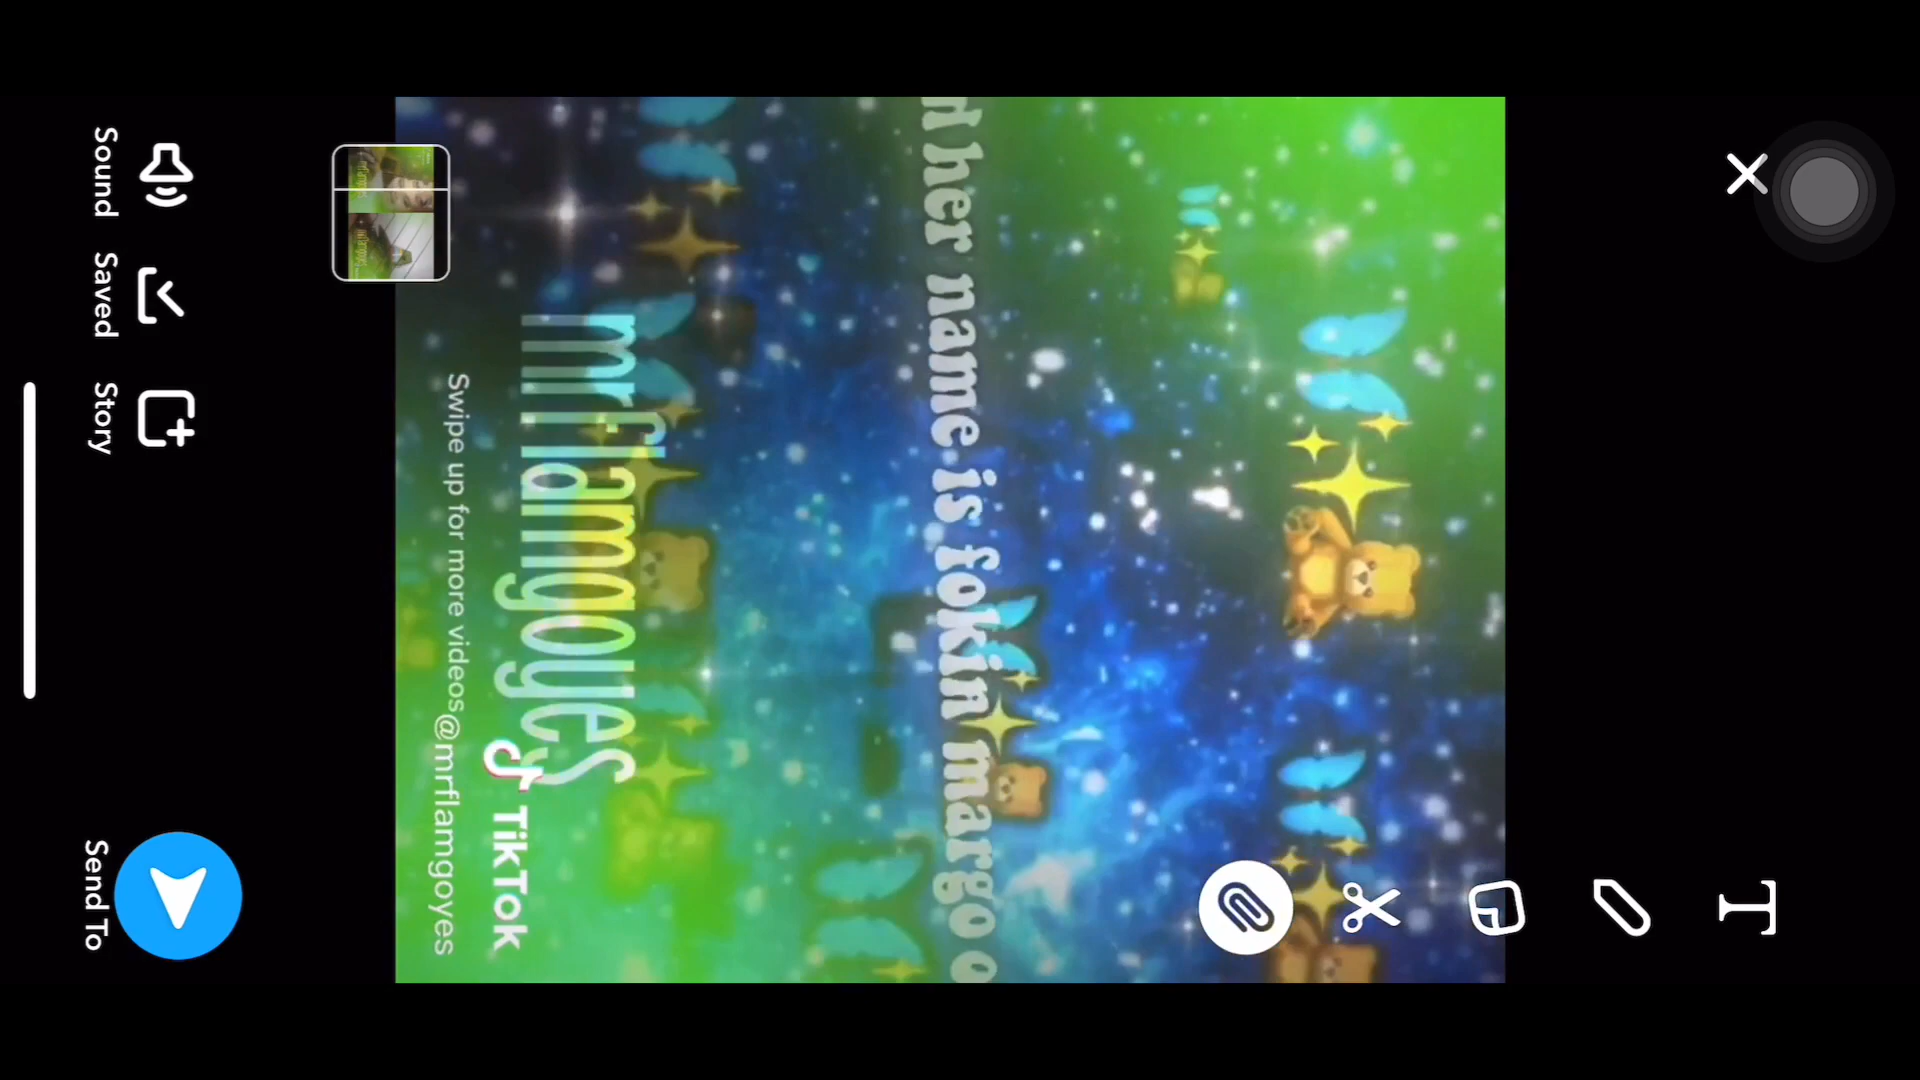 d her name is fokin margo o
mrflamgoyes
TikTok
Swipe up for more videos@mrflamgoyes
Sound
Saved
Story
Send To
T